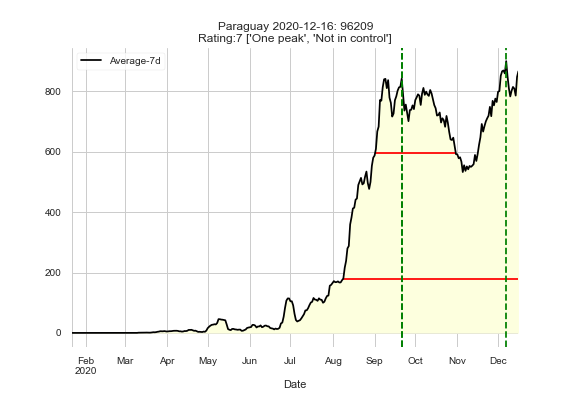 Paraguay 2020-12-16: 96209
Rating:7 ['One peak', 'Not in control']
Average-7d
800
600
400
200
0
Feb Mar Apr May Jun Jul Aug Sep Oct Nov Dec
2020
Date